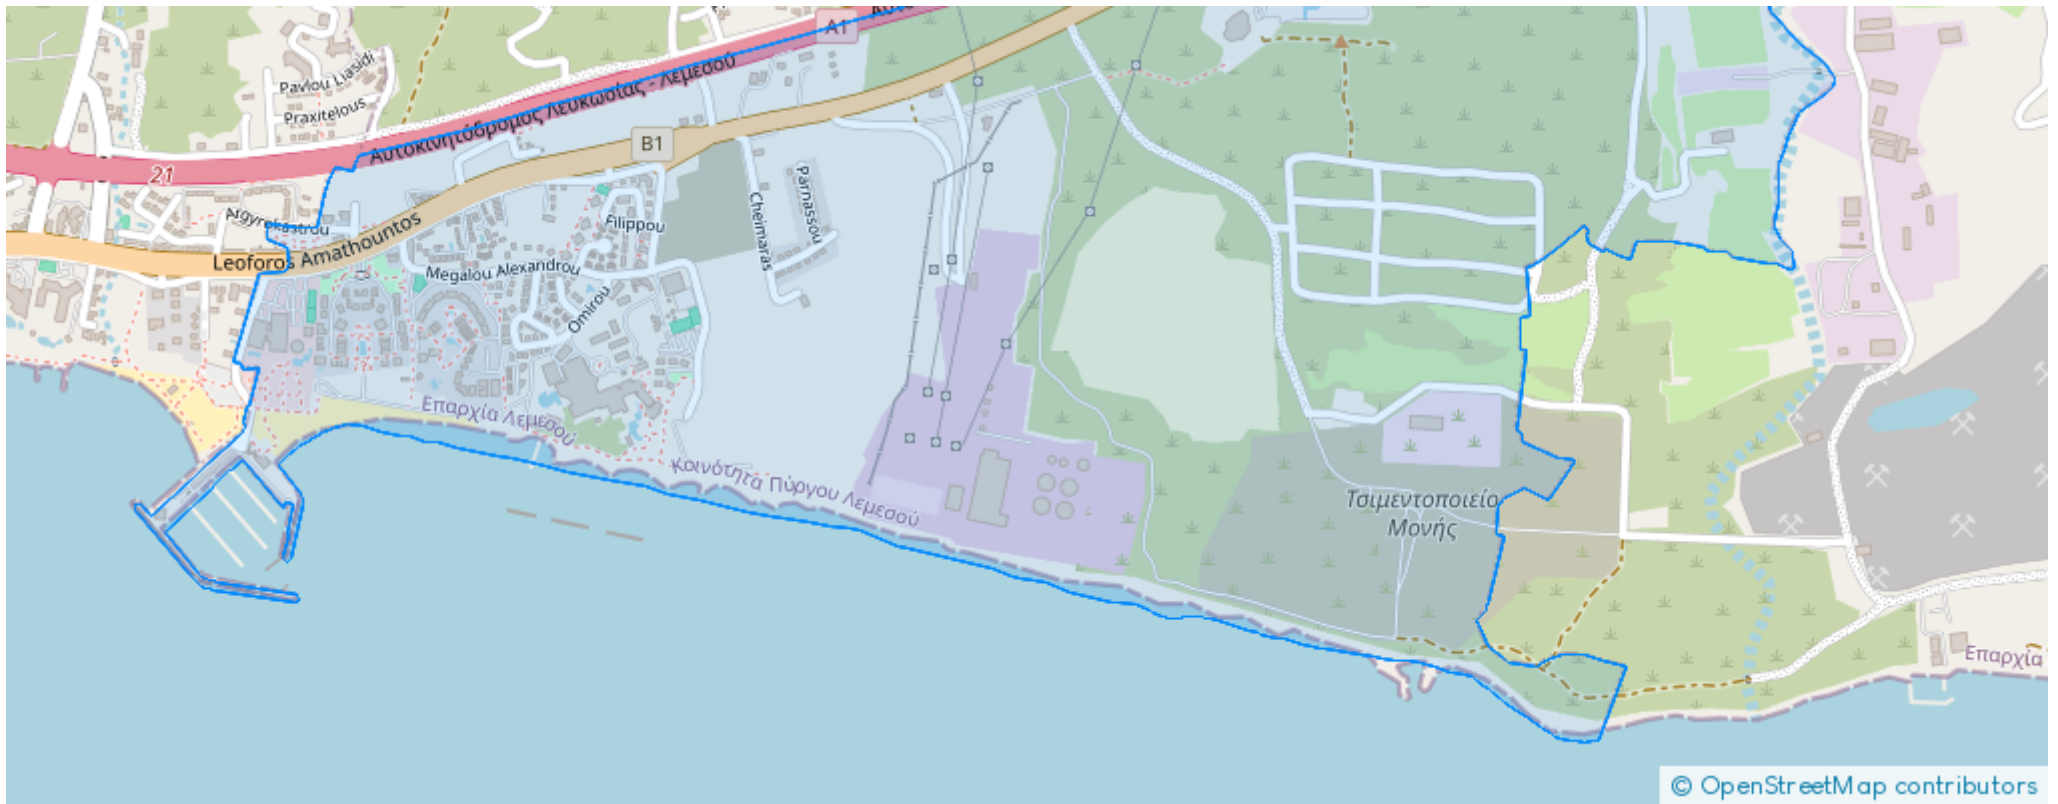 A1
Αυτοκινητόδρομος Λευκωσίας - Λεμεσού
Pavlou Liasidi
Praxitelous
21
B1
Argyrokastrou
Leoforos Amathountos
Filippou
Parnassou
Cheimaras
Megalou Alexandrou
Omirou
Επαρχία Λεμεσού
Κοινότητα Πύργου Λεμεσού
Τσιμεντοποιείο
Μονής
Επαρχία
© OpenStreetMap contributors